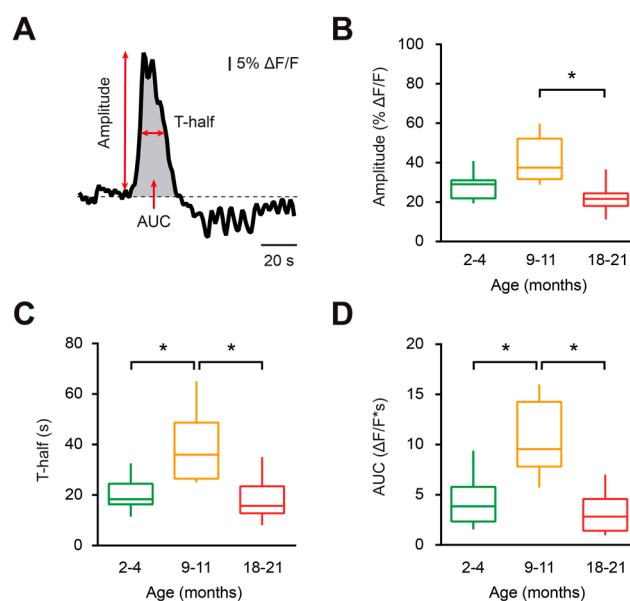 A
Amplitude
5% ΔF/F
T-half
AUC
20 s
B
Amplitude (% ΔF/F)
100
80
60
40
20
0
*
2-4
9-11
18-21
Age (months)
C
T-half (s)
80
60
40
20
0
*
*
2-4
9-11
18-21
Age (months)
D
AUC (ΔF/F*s)
20
15
10
5
0
*
*
2-4
9-11
18-21
Age (months)